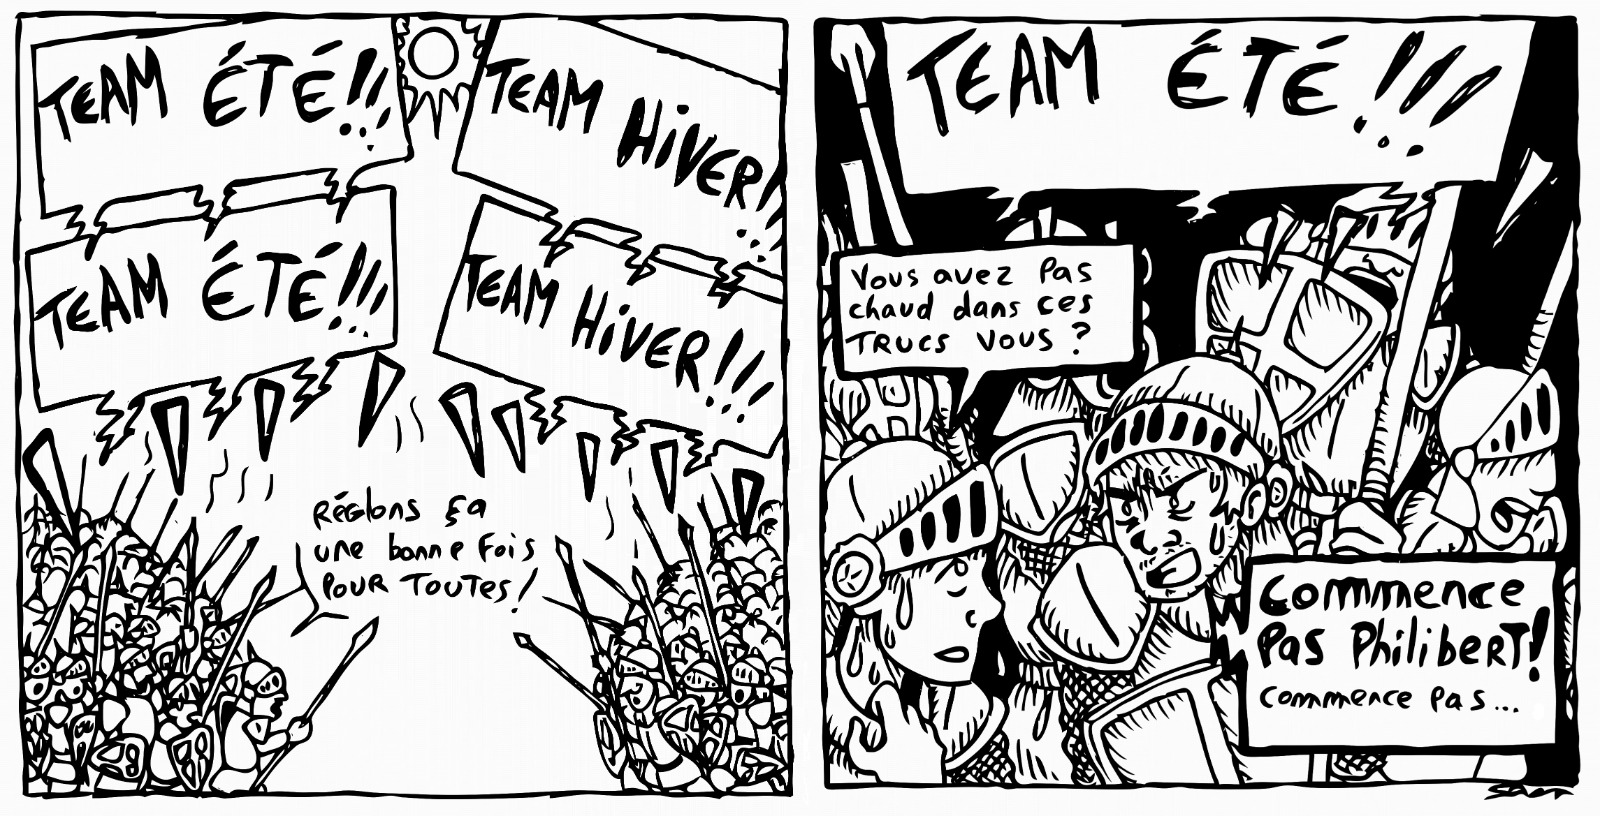 TEAM ÉTÉ!!!
TEAM HiVER!!
TEAM ÉTÉ!!!
TEAM HiVER!!!
RÉGlons ça
une bonne fois
POUR TOUTES!
TEAM ÉTÉ!!!
Vous avez Pas
chaud dans ces
TRUCS VOUS?
Commence
Pas PhilibeRT!
commence pas...